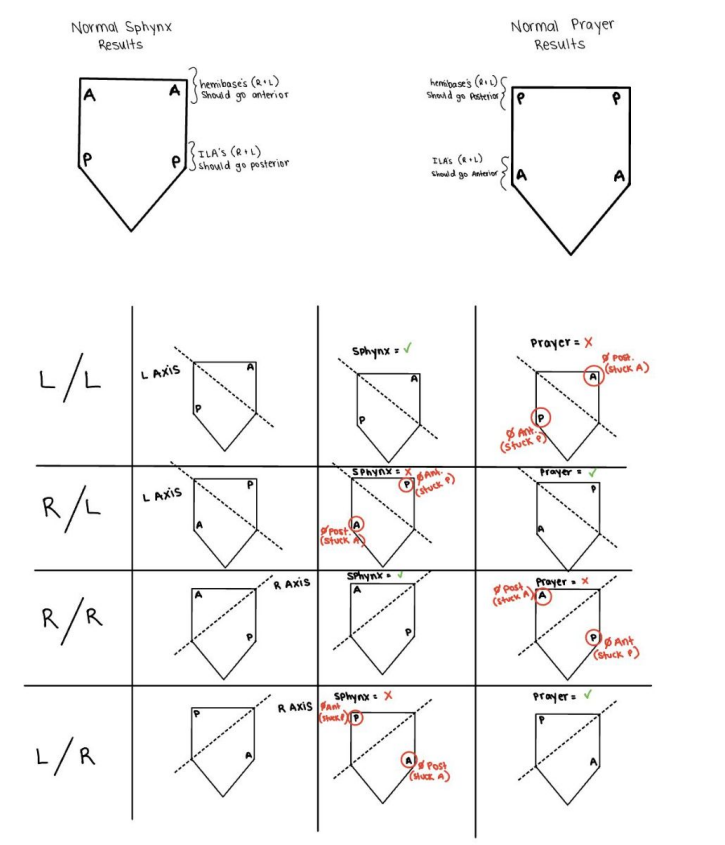 Normal Sphynx
Results
A
A
hemibase's (R+L)
Should go anterior
P
P
ILA's (R+L)
should go posterior
Normal Prayer
Results
hemibase's (R+L)
Should go Posterior
P
P
ILA's (R+L)
Should go Anterior
A
A
L/L
L AXIS
A
P
Sphynx = ✓
A
P
Prayer = X
Ø Post.
(Stuck A)
A
P
Ø Ant.
(Stuck P)
R/L
L AXIS
P
A
Sphynx = X
Ø Ant.
(Stuck P)
P
Ø Post.
(Stuck A)
A
Prayer = ✓
P
A
R/R
R AXIS
A
P
Sphynx = ✓
A
P
Prayer = X
Ø Post
(Stuck A)
A
P
Ø Ant
(Stuck P)
L/R
R AXIS
P
A
Sphynx = X
Ø Ant
(Stuck P)
P
A
Ø Post
(Stuck A)
Prayer = ✓
P
A